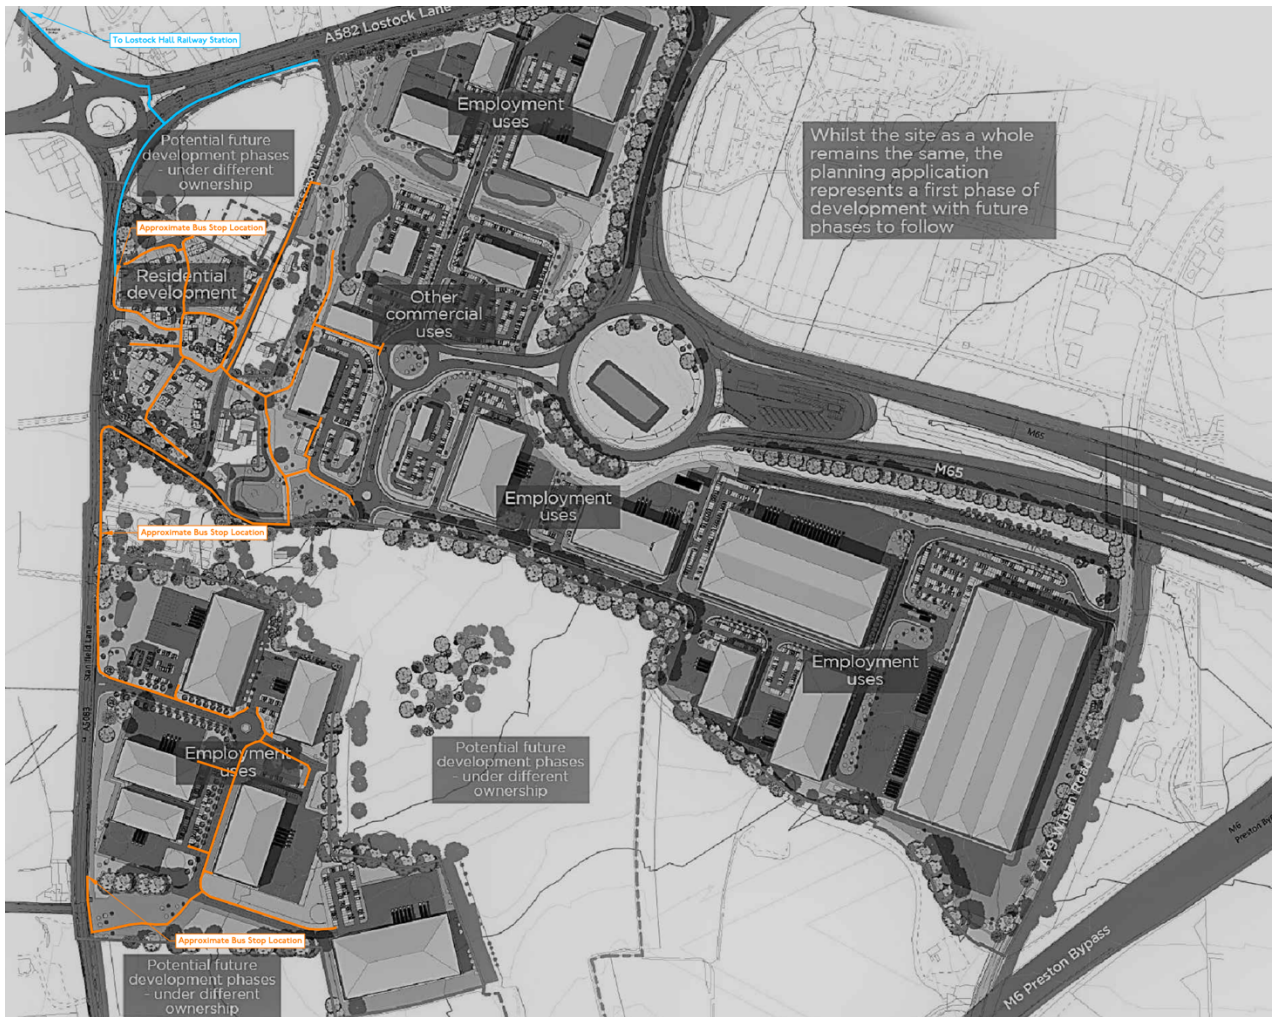 To Lostock Hall Railway Station
A582 Lostock Lane
Employment
uses
Potential future
development phases
- under different
ownership
Whilst the site as a whole
remains the same, the
planning application
represents a first phase of
development with future
phases to follow
Approximate Bus Stop Location
Residential
development
Other
commercial
uses
M65
M65
Employment
uses
Approximate Bus Stop Location
Stanifield Lane
A5083
Employment
uses
Employment
uses
Potential future
development phases
- under different
ownership
A49 Wigan Road
M6
M6 Preston Bypass
Approximate Bus Stop Location
Potential future
development phases
- under different
ownership